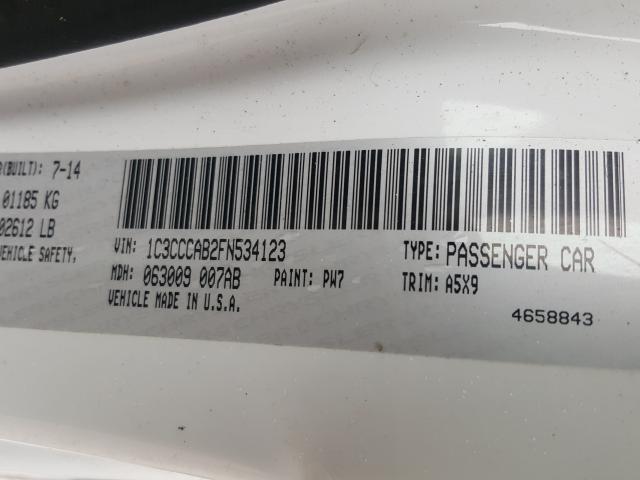 (BUILT): 7-14
01185 KG
02612 LB
VEHICLE SAFETY,
VIN: 1C3CCCAB2FN534123 TYPE: PASSENGER CAR
MDH: 063009 007AB PAINT: PW7 TRIM: A5X9
VEHICLE MADE IN U.S.A.
4658843